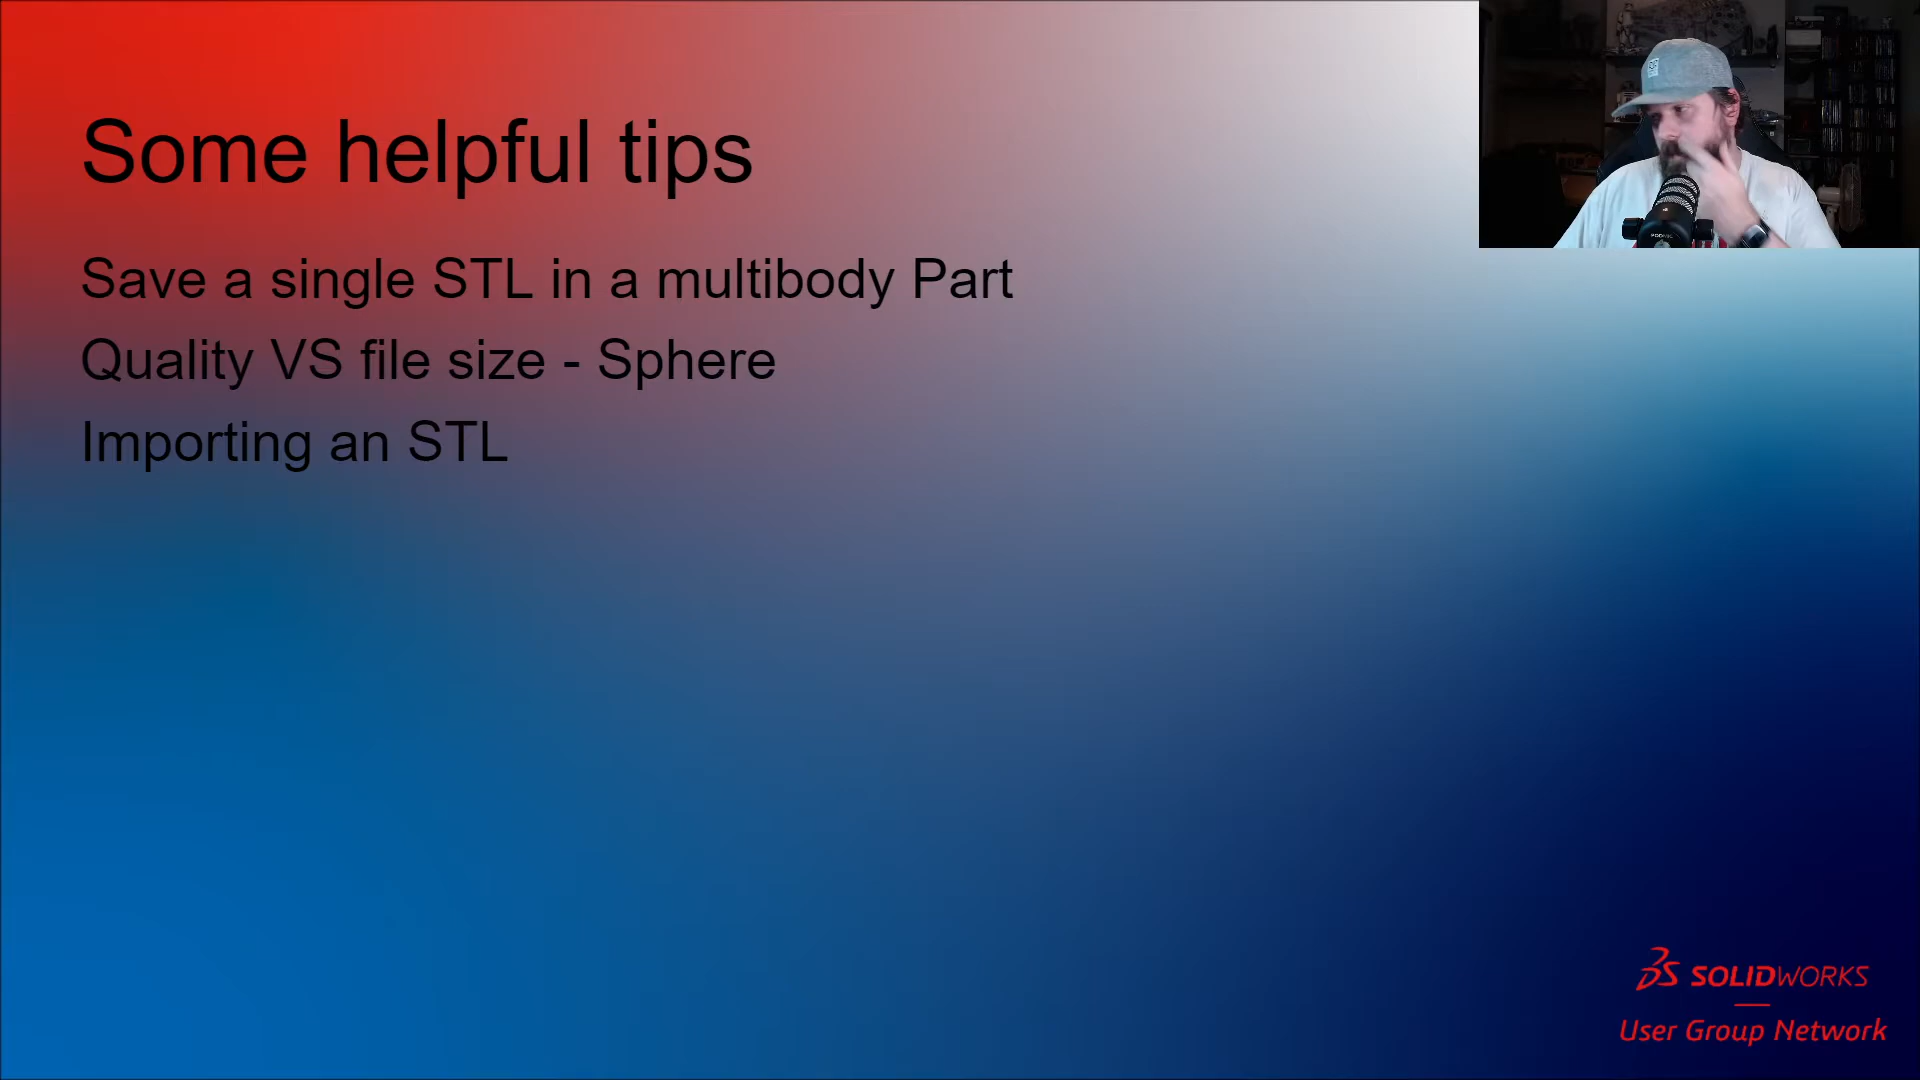 Some helpful tips
Save a single STL in a multibody Part
Quality VS file size - Sphere
Importing an STL
SOLIDWORKS
User Group Network